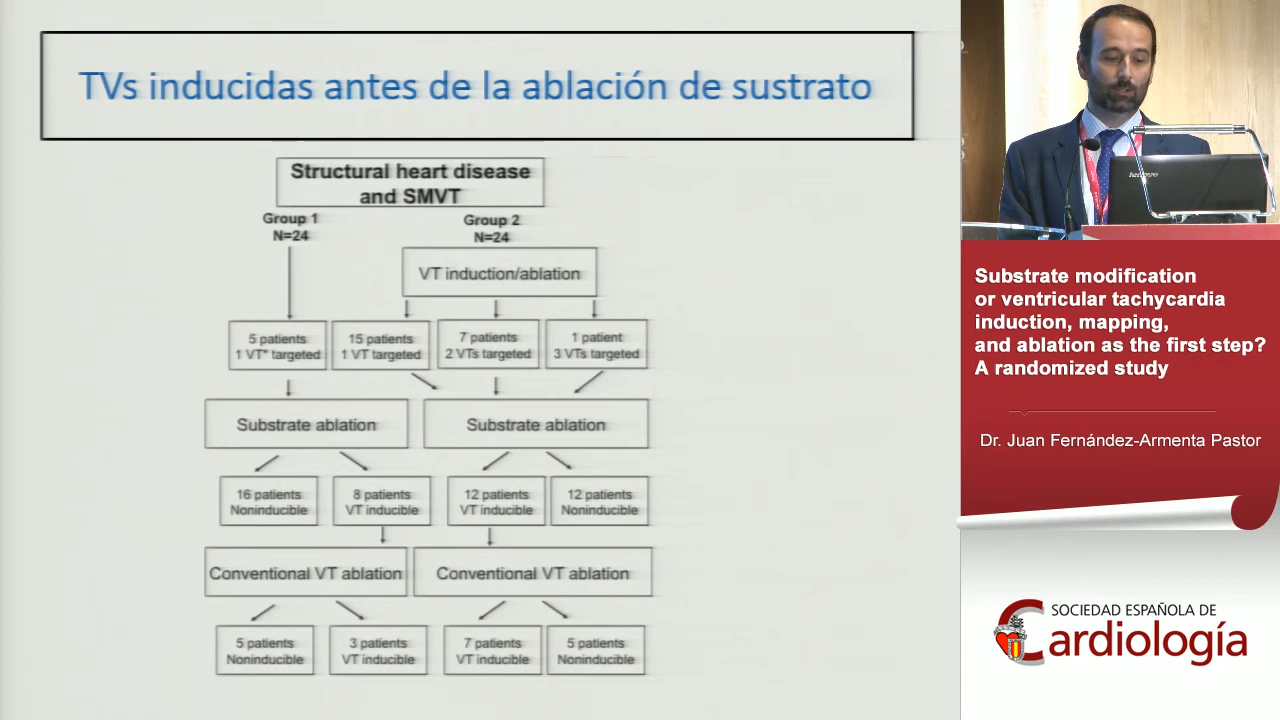 TVs inducidas antes de la ablación de sustrato
Structural heart disease
and SMVT
Group 1
N=24
Group 2
N=24
VT induction/ablation
5 patients
1 VT* targeted
15 patients
1 VT targeted
7 patients
2 VTs targeted
1 patient
3 VTs targeted
Substrate ablation
Substrate ablation
16 patients
Noninducible
8 patients
VT inducible
12 patients
VT inducible
12 patients
Noninducible
Conventional VT ablation
Conventional VT ablation
5 patients
Noninducible
3 patients
VT inducible
7 patients
VT inducible
5 patients
Noninducible
lenovo
Substrate modification
or ventricular tachycardia
induction, mapping,
and ablation as the first step?
A randomized study
Dr. Juan Fernández-Armenta Pastor
SOCIEDAD ESPAÑOLA DE
Cardiología